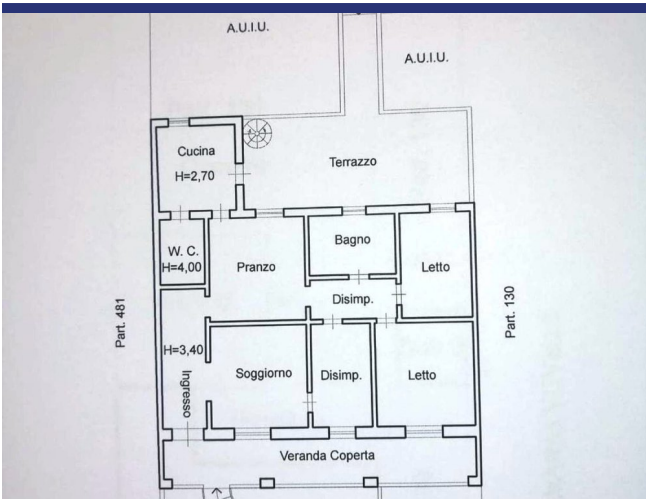 A.U.I.U.
A.U.I.U.
Cucina
H=2,70
Terrazzo
W. C.
H=4,00
Pranzo
Bagno
Letto
Disimp.
Part. 481
Part. 130
H=3,40
Ingresso
Soggiorno
Disimp.
Letto
Veranda Coperta